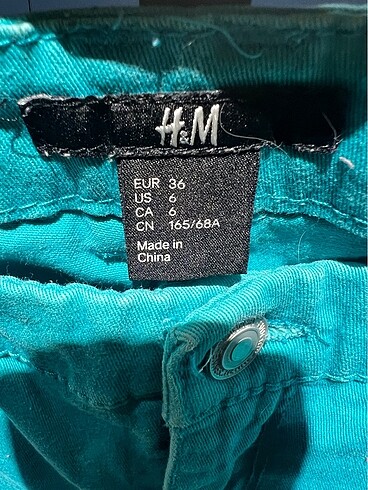 H&M
EUR 36
US 6
CA 6
CN 165/68A
Made in
China